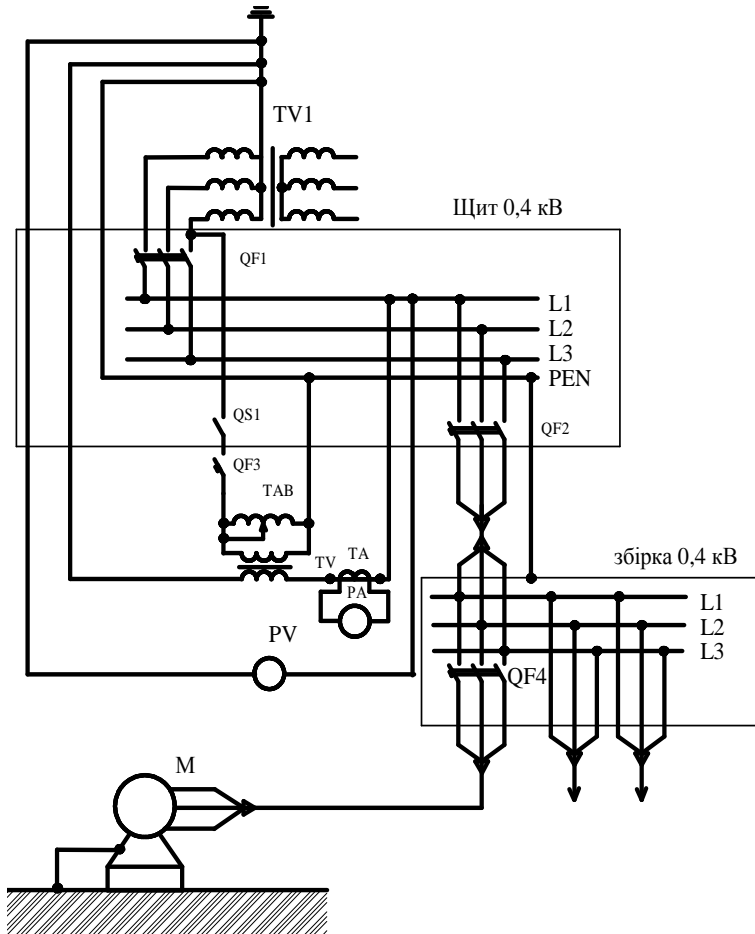 TV1
Щит 0,4 кВ
QF1
L1
L2
L3
PEN
QS1
QF2
QF3
TAB
TV
TA
PA
збірка 0,4 кВ
L1
L2
L3
PV
QF4
M